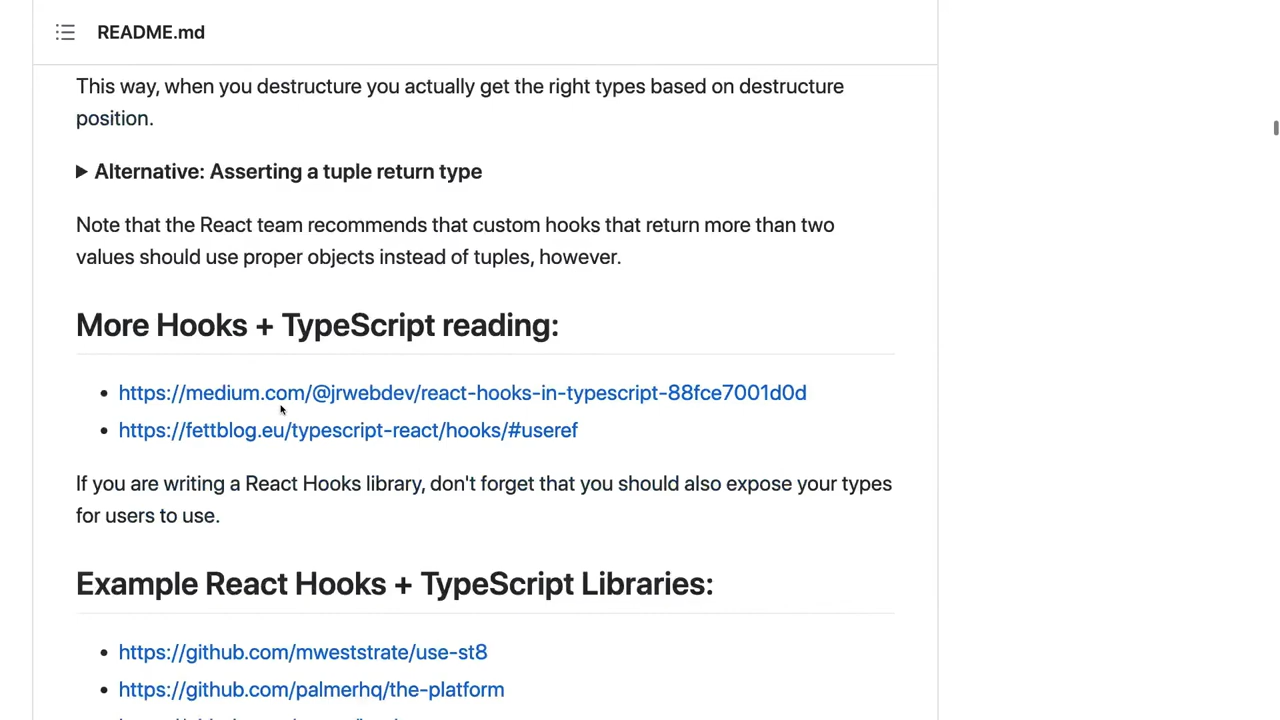 README.md
This way, when you destructure you actually get the right types based on destructure
position.
Alternative: Asserting a tuple return type
Note that the React team recommends that custom hooks that return more than two
values should use proper objects instead of tuples, however.
More Hooks + TypeScript reading:
https://medium.com/@jrwebdev/react-hooks-in-typescript-88fce7001d0d
https://fettblog.eu/typescript-react/hooks/#useref
If you are writing a React Hooks library, don't forget that you should also expose your types
for users to use.
Example React Hooks + TypeScript Libraries:
https://github.com/mweststrate/use-st8
https://github.com/palmerhq/the-platform